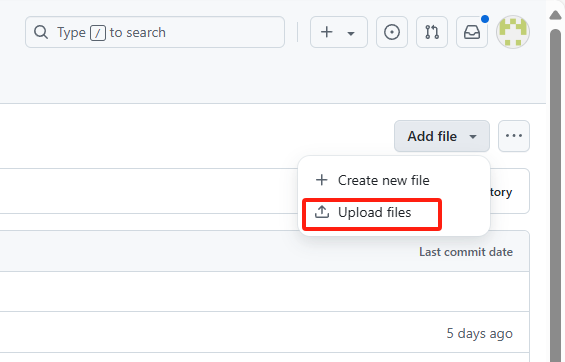 Type / to search
Add file
Create new file
tory
Upload files
Last commit date
5 days ago